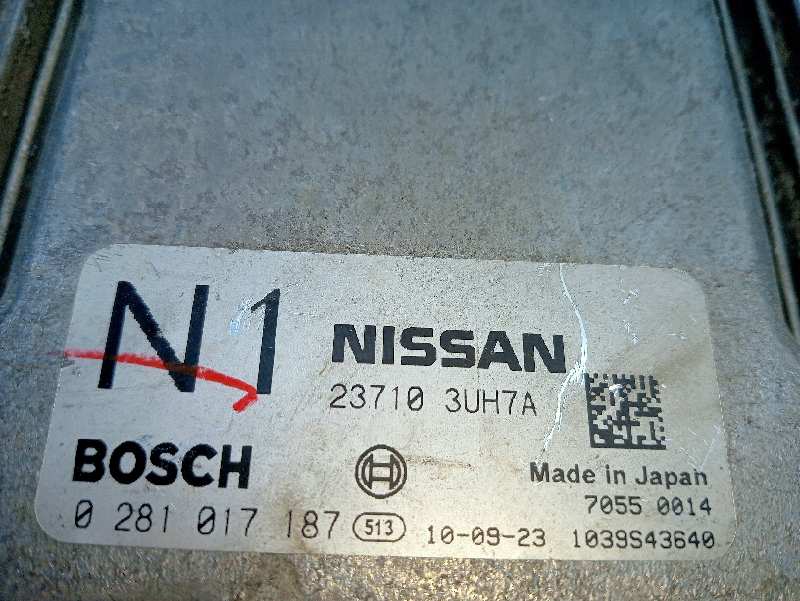 N1
NISSAN
23710 3UH7A
BOSCH
Made in Japan
7055 0014
0 281 017 187 513 10-09-23 1039S43640